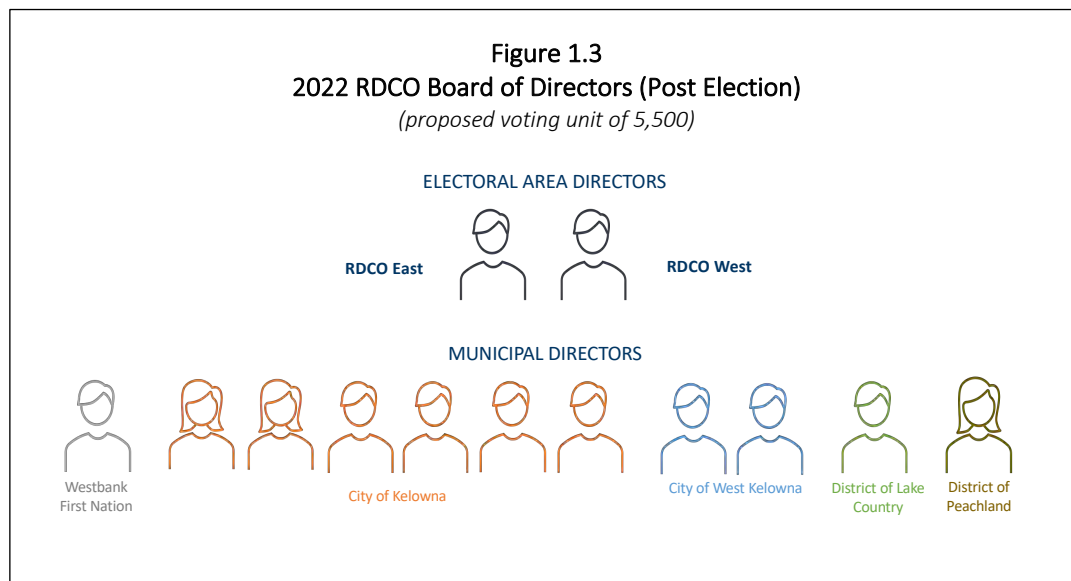 Figure 1.3
2022 RDCO Board of Directors (Post Election)
(proposed voting unit of 5,500)
ELECTORAL AREA DIRECTORS
RDCO East
RDCO West
MUNICIPAL DIRECTORS
Westbank
First Nation
City of Kelowna
City of West Kelowna
District of Lake
Country
District of
Peachland